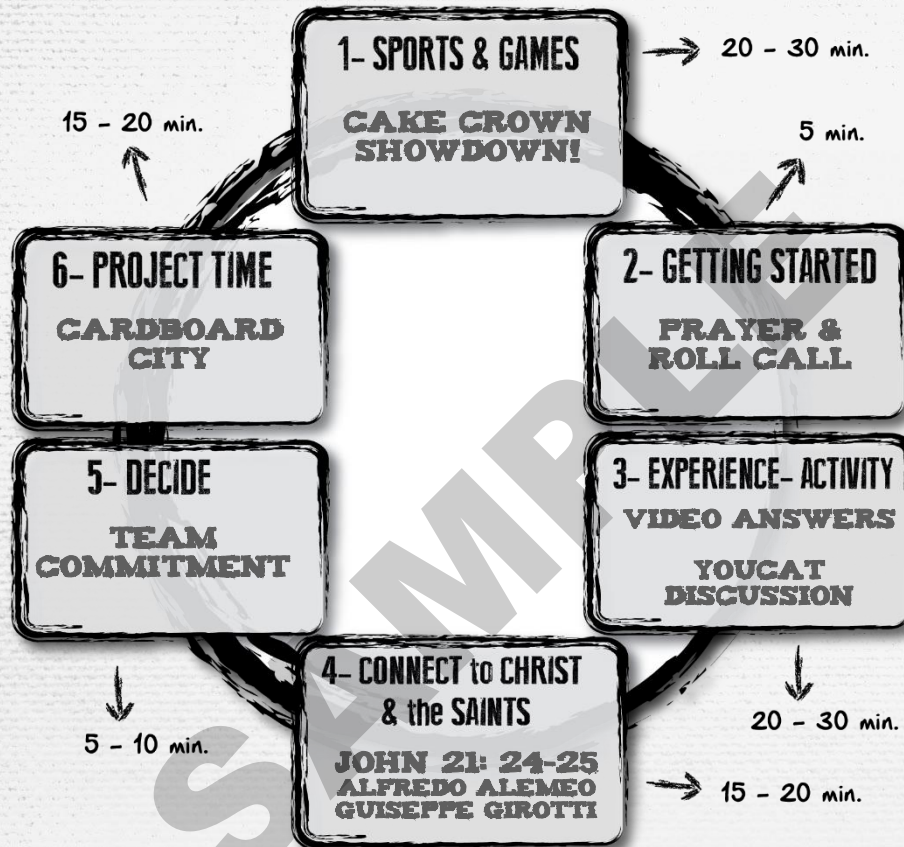 1- SPORTS & GAMES
CAKE CROWN
SHOWDOWN!
20 - 30 min.
2- GETTING STARTED
PRAYER &
ROLL CALL
5 min.
3- EXPERIENCE- ACTIVITY
VIDEO ANSWERS
YOUCAT
DISCUSSION
20 - 30 min.
4- CONNECT to CHRIST
& the SAINTS
JOHN 21: 24-25
ALFREDO ALEMEO
GUISEPPE GIROTTI
15 - 20 min.
5- DECIDE
TEAM
COMMITMENT
5 - 10 min.
6- PROJECT TIME
CARDBOARD
CITY
15 - 20 min.
SAMPLE